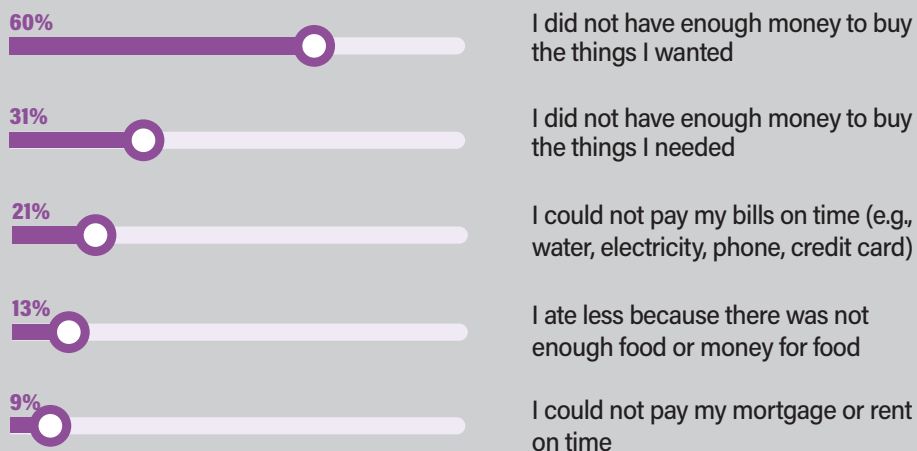 60%
I did not have enough money to buy
the things I wanted
31%
I did not have enough money to buy
the things I needed
21%
I could not pay my bills on time (e.g.,
water, electricity, phone, credit card)
13%
I ate less because there was not
enough food or money for food
9%
I could not pay my mortgage or rent
on time